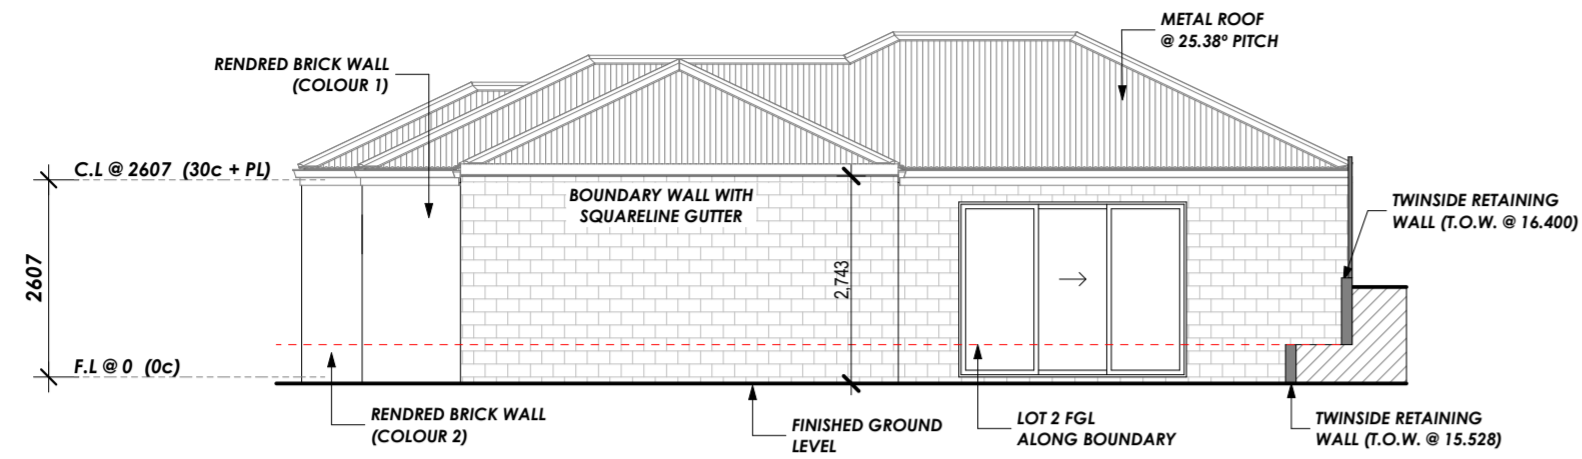 METAL ROOF
@ 25.38º PITCH
RENDRED BRICK WALL
(COLOUR 1)
C.L @ 2607 (30c + PL)
BOUNDARY WALL WITH
SQUARELINE GUTTER
TWINSIDE RETAINING
WALL (T.O.W. @ 16.400)
2607
2,743
F.L @ 0 (0c)
RENDRED BRICK WALL
(COLOUR 2)
FINISHED GROUND
LEVEL
LOT 2 FGL
ALONG BOUNDARY
TWINSIDE RETAINING
WALL (T.O.W. @ 15.528)